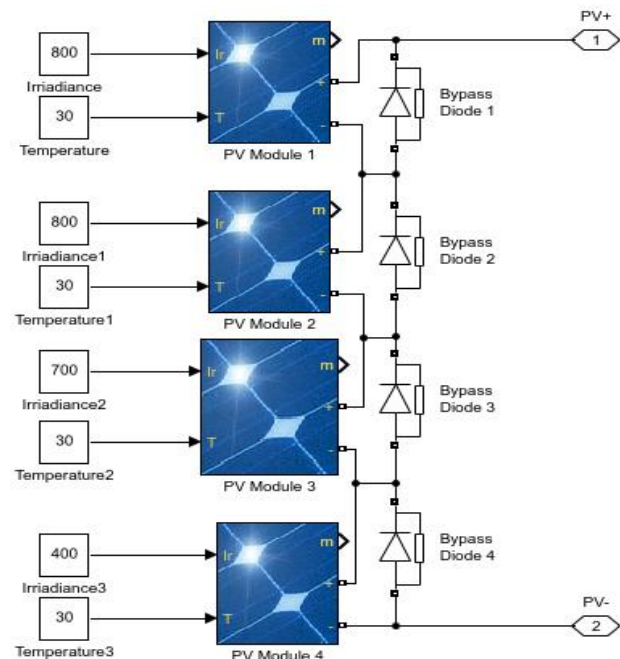 PV+
1
800
Irriadiance
30
Temperature
Ir
T
m
+
-
PV Module 1
Bypass
Diode 1
800
Irriadiance1
30
Temperature1
Ir
T
m
+
-
PV Module 2
Bypass
Diode 2
700
Irriadiance2
30
Temperature2
Ir
T
m
+
-
PV Module 3
Bypass
Diode 3
400
Irriadiance3
30
Temperature3
Ir
T
m
+
-
PV Module 4
Bypass
Diode 4
PV-
2